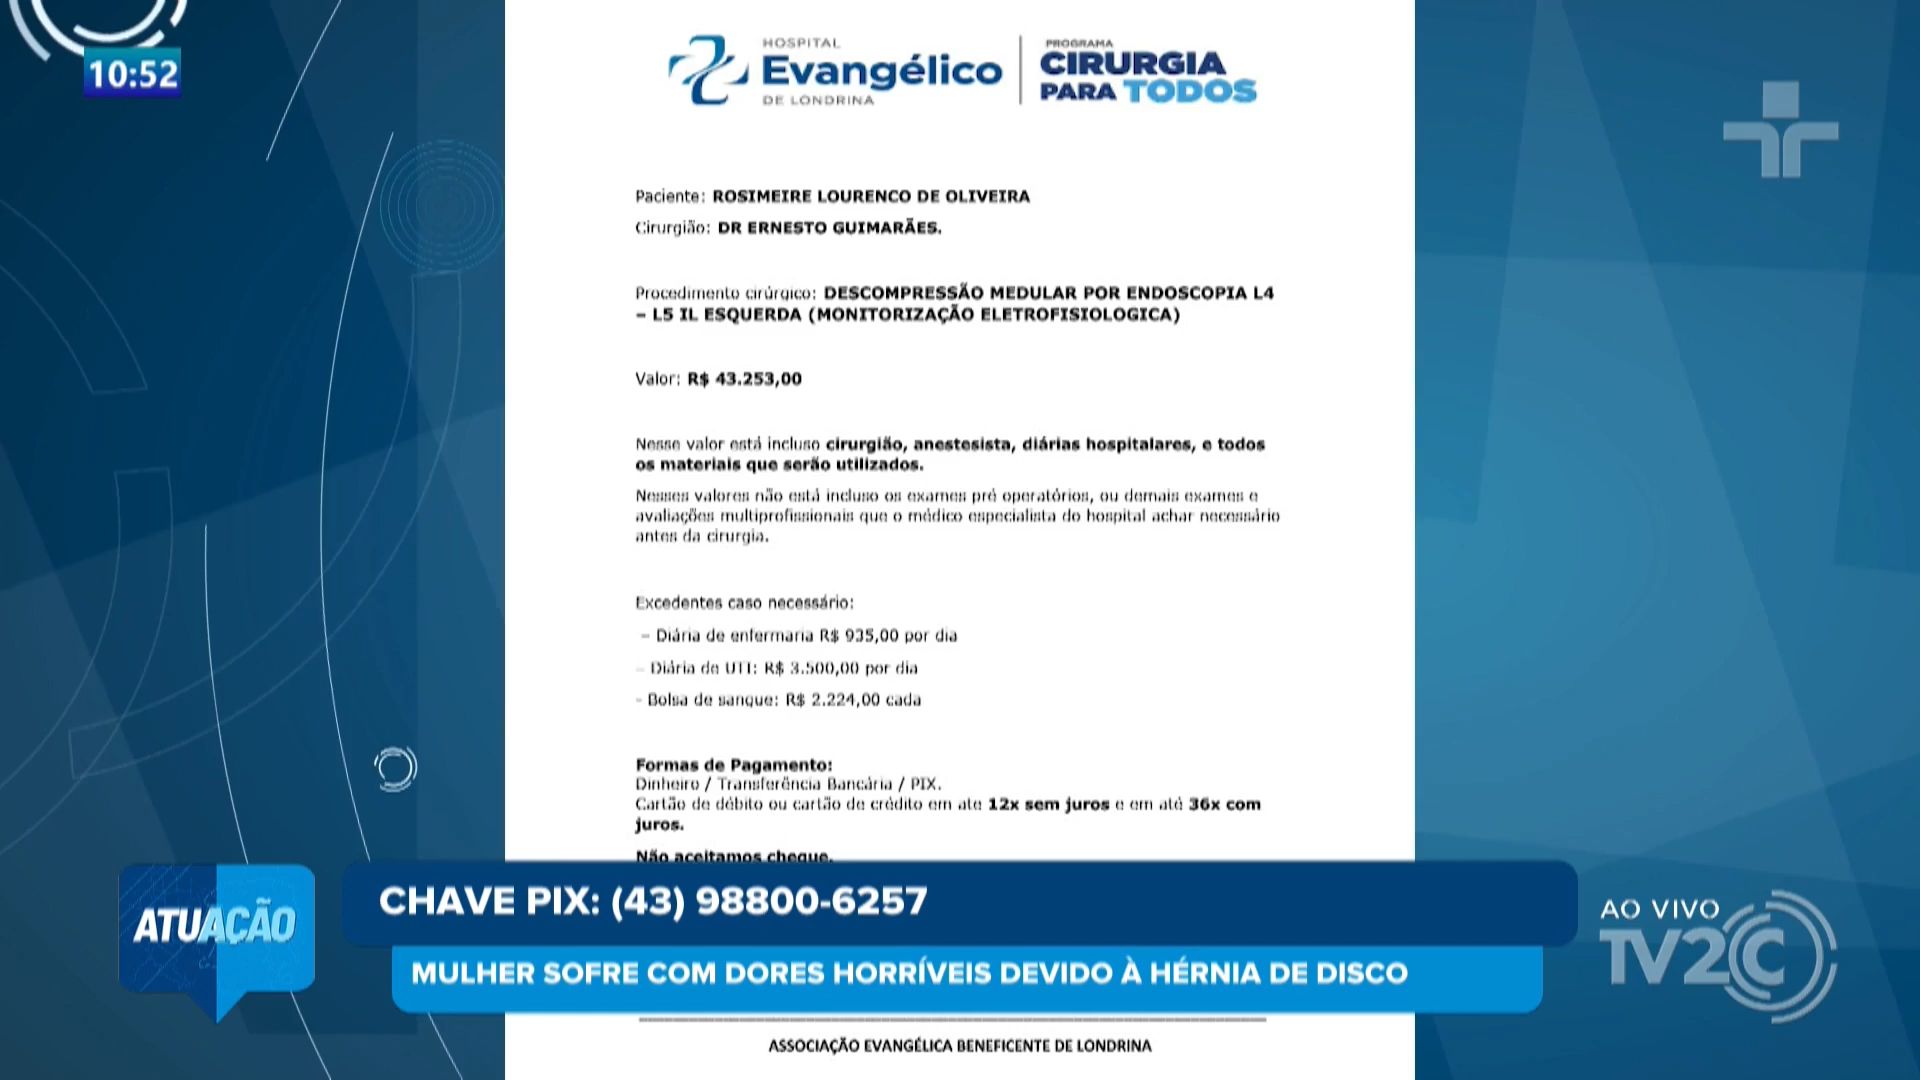 10:52
HOSPITAL
Evangélico
DE LONDRINA
PROGRAMA
CIRURGIA
PARA TODOS
Paciente: ROSIMEIRE LOURENCO DE OLIVEIRA
Cirurgião: DR ERNESTO GUIMARÃES.
Procedimento cirúrgico: DESCOMPRESSÃO MEDULAR POR ENDOSCOPIA L4
– L5 IL ESQUERDA (MONITORIZAÇÃO ELETROFISIOLOGICA)
Valor: R$ 43.253,00
Nesse valor está incluso cirurgião, anestesista, diárias hospitalares, e todos
os materiais que serão utilizados.
Nesses valores não está incluso os exames pré operatórios, ou demais exames e
avaliações multiprofissionais que o médico especialista do hospital achar necessário
antes da cirurgia.
Excedentes caso necessário:
– Diária de enfermaria R$ 935,00 por dia
– Diária de UTI: R$ 3.500,00 por dia
- Bolsa de sangue: R$ 2.224,00 cada
Formas de Pagamento:
Dinheiro / Transferência Bancária / PIX.
Cartão de débito ou cartão de crédito em ate 12x sem juros e em até 36x com
juros.
Não aceitamos cheque.
ATUAÇÃO
CHAVE PIX: (43) 98800-6257
MULHER SOFRE COM DORES HORRÍVEIS DEVIDO À HÉRNIA DE DISCO
AO VIVO
TV2C
ASSOCIAÇÃO EVANGÉLICA BENEFICENTE DE LONDRINA